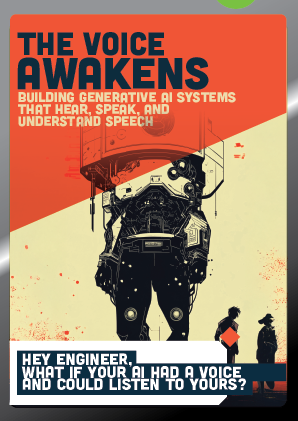 THE VOICE
AWAKENS
BUILDING GENERATIVE AI SYSTEMS
THAT HEAR, SPEAK, AND
UNDERSTAND SPEECH
HEY ENGINEER,
WHAT IF YOUR AI HAD A VOICE
AND COULD LISTEN TO YOURS?